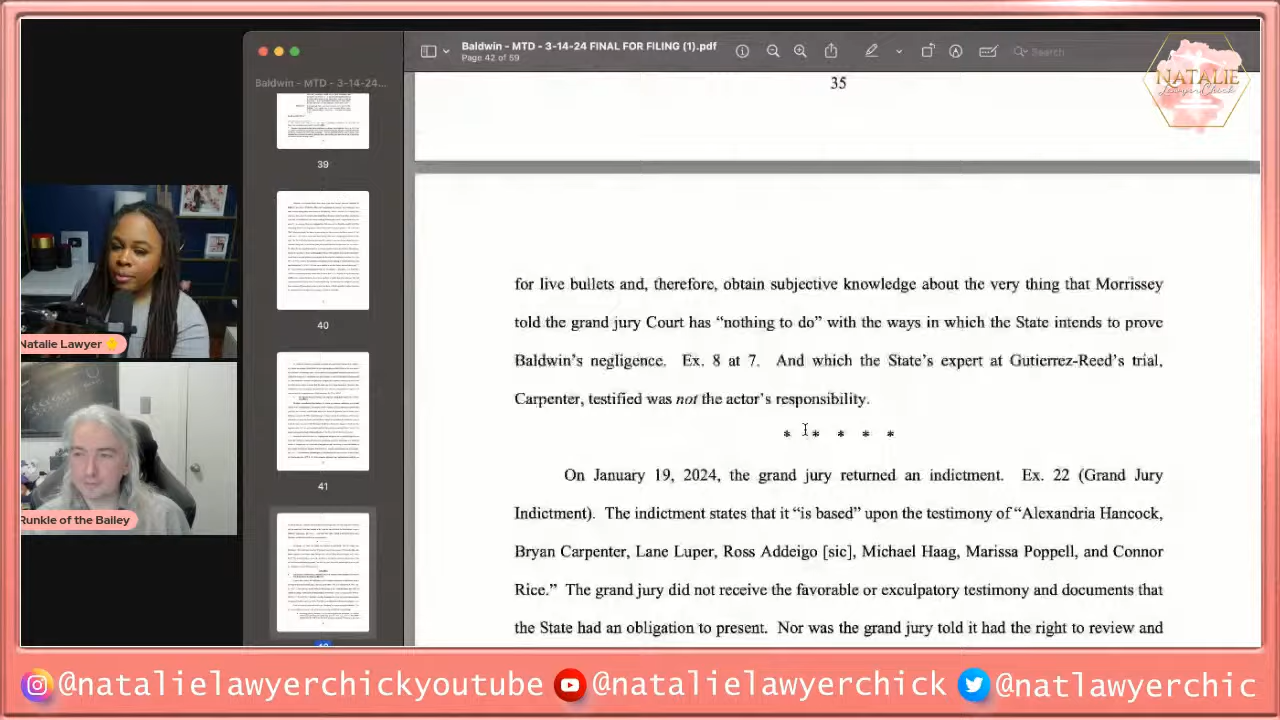 Baldwin - MTD - 3-14-24 FINAL FOR FILING (1).pdf
Page 42 of 59
Search
NATALIE
LawyerChick
Baldwin - MTD - 3-14-24...
39
40
41
35
for live bullets and, therefore, obtain subjective knowledge about the very thing that Morrissey
told the grand jury Court has “nothing to do” with the ways in which the State intends to prove
Baldwin’s negligence. Ex. 8 at 7. And which the State’s expert at Gutierrez-Reed’s trial,
Carpenter, testified was not the actor’s responsibility.
* * *
On January 19, 2024, the grand jury returned an indictment. Ex. 22 (Grand Jury
Indictment). The indictment states that it “is based” upon the testimony of “Alexandria Hancock,
Bryan Carpenter, [sic], Michael Haag, Poppell, and Connor
Rice.” The grand jury did not hear the favorable or exculpatory testimony and documents that
the State had an obligation to present. Nor was the grand jury told it had the right to review and
Natalie Lawyer
Runkle of the Bailey
@natalielawyerchickyoutube
@natalielawyerchick
@natlawyerchic